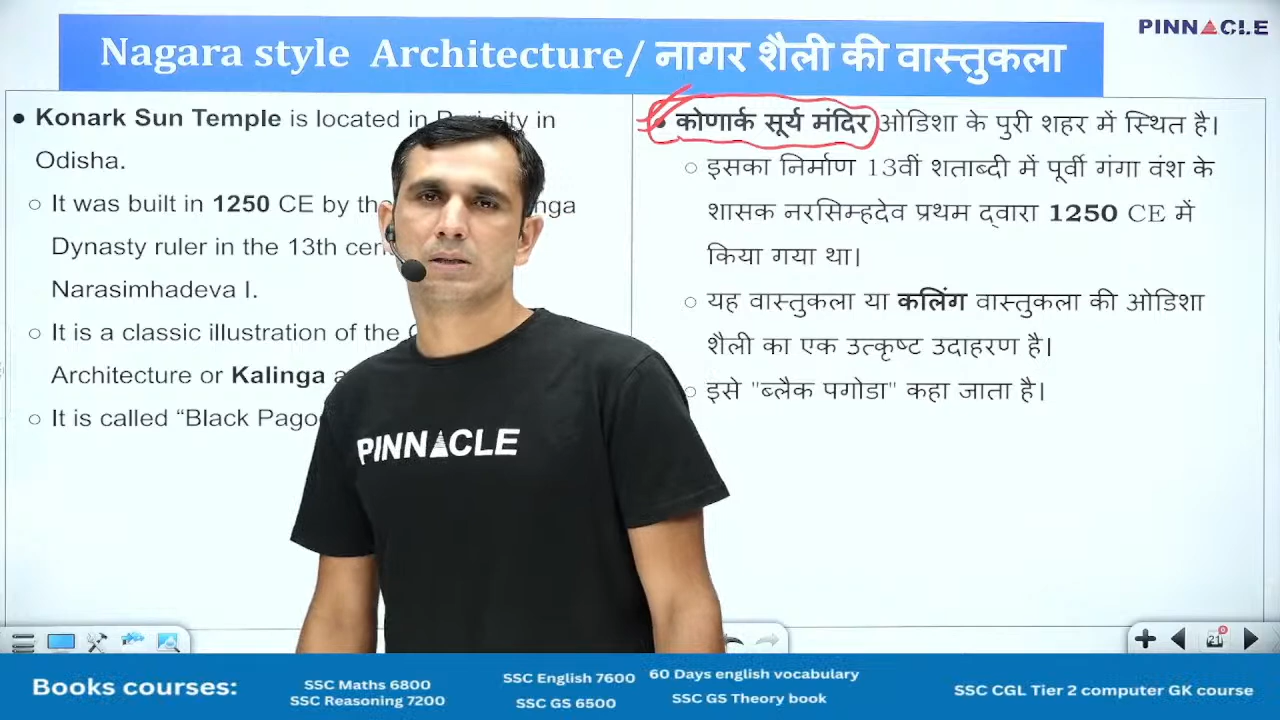 Nagara style Architecture/ नागर शैली की वास्तुकला
PINNACLE
● Konark Sun Temple is located in Puri city in
Odisha.
○ It was built in 1250 CE by the
Dynasty ruler in the 13th
Narasimhadeva I.
○ It is a classic illustration of the
Architecture or Kalinga
○ It is called “Black
● कोणार्क सूर्य मंदिर ओडिशा के पुरी शहर में स्थित है।
○ इसका निर्माण 13वीं शताब्दी में पूर्वी गंगा वंश के
शासक नरसिम्हदेव प्रथम द्वारा 1250 CE में
किया गया था।
○ यह वास्तुकला या कलिंग वास्तुकला की ओडिशा
शैली का एक उत्कृष्ट उदाहरण है।
○ इसे "ब्लैक पगोडा" कहा जाता है।
PINNACLE
21
Books courses:
SSC Maths 6800
SSC Reasoning 7200
SSC English 7600
SSC GS 6500
60 Days english vocabulary
SSC GS Theory book
SSC CGL Tier 2 computer GK course